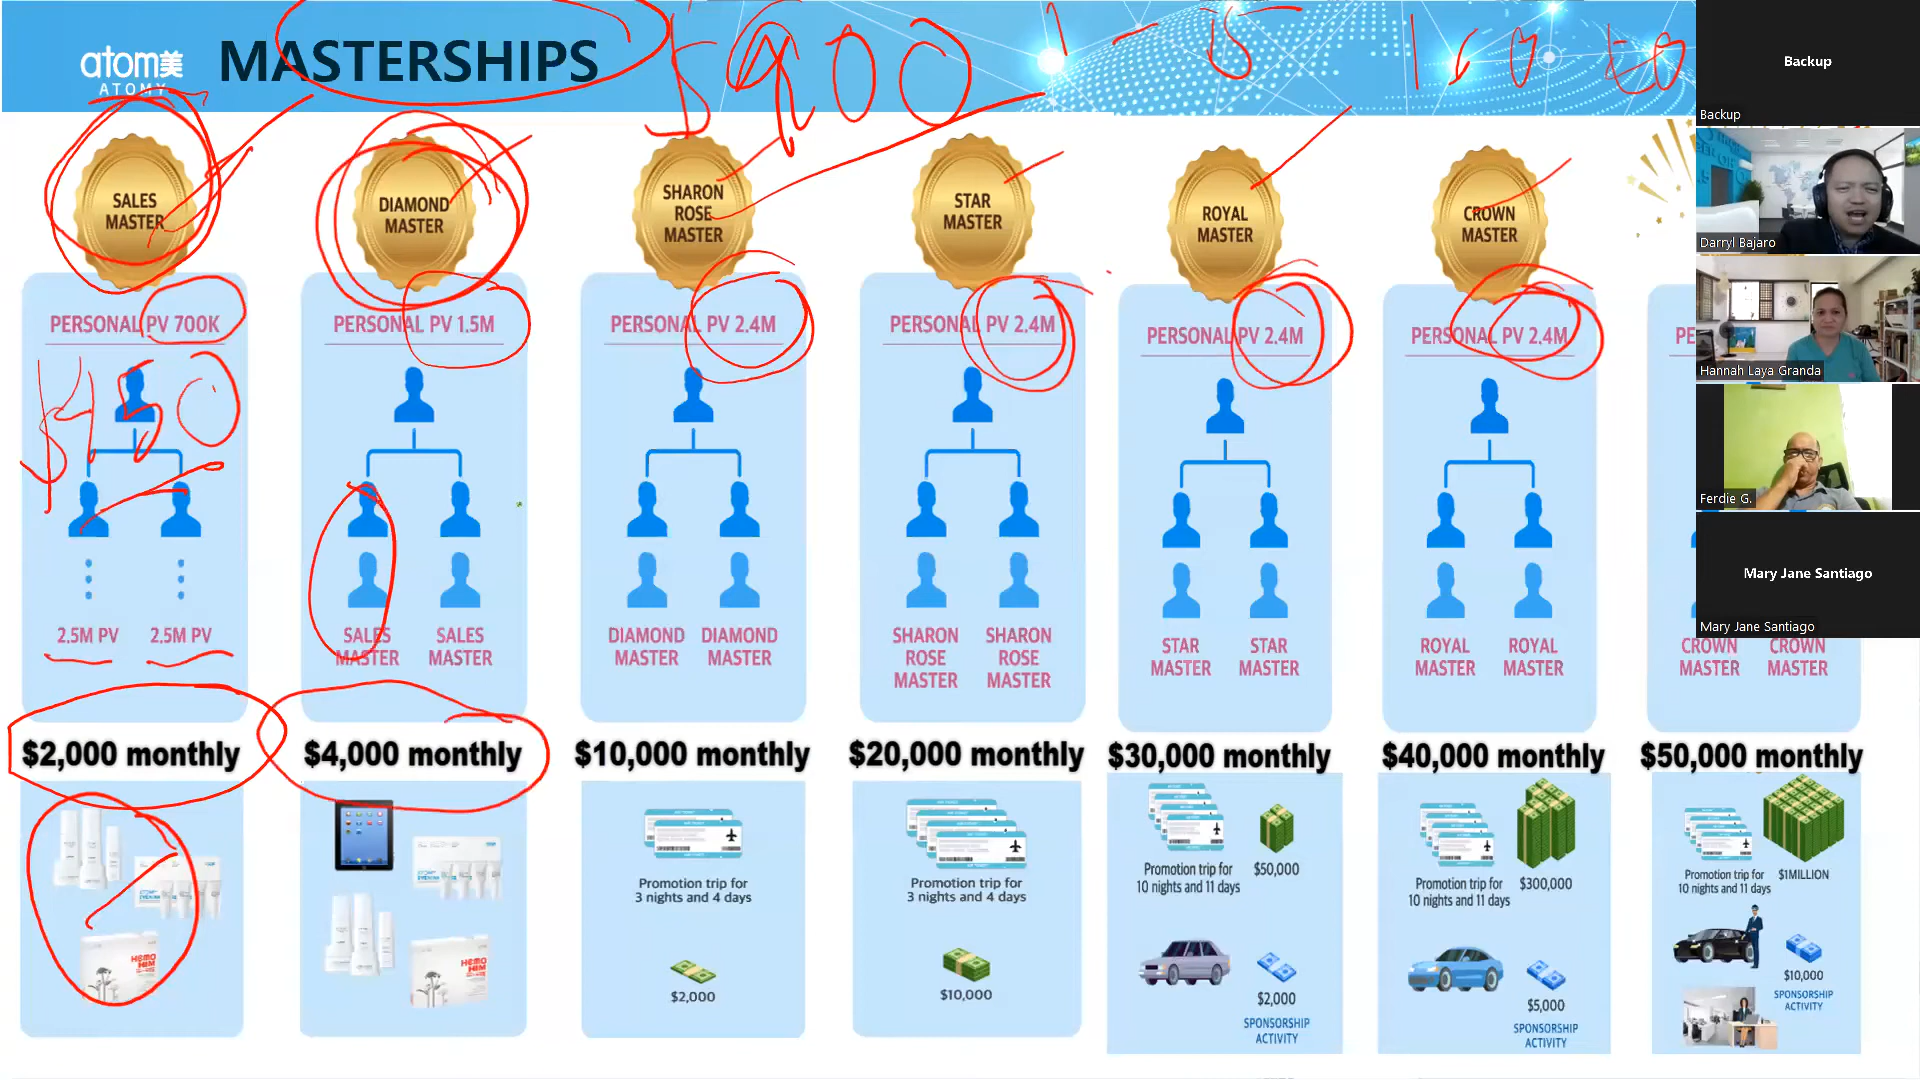 atom美
ATOMY
MASTERSHIPS
$900
1 - 5
SALES
MASTER
DIAMOND
MASTER
SHARON
ROSE
MASTER
STAR
MASTER
ROYAL
MASTER
CROWN
MASTER
PERSONAL PV 700K
PERSONAL PV 1.5M
PERSONAL PV 2.4M
PERSONAL PV 2.4M
PERSONAL PV 2.4M
PERSONAL PV 2.4M
PE
$450
2.5M PV
2.5M PV
SALES
MASTER
SALES
MASTER
DIAMOND
MASTER
DIAMOND
MASTER
SHARON
ROSE
MASTER
SHARON
ROSE
MASTER
STAR
MASTER
STAR
MASTER
ROYAL
MASTER
ROYAL
MASTER
CROWN
MASTER
CROWN
MASTER
$2,000 monthly
$4,000 monthly
$10,000 monthly
$20,000 monthly
$30,000 monthly
$40,000 monthly
$50,000 monthly
HEMO
HIM
HEMO
HIM
Promotion trip for
3 nights and 4 days
$2,000
Promotion trip for
3 nights and 4 days
$10,000
Promotion trip for
10 nights and 11 days
$50,000
$2,000
SPONSORSHIP
ACTIVITY
Promotion trip for
10 nights and 11 days
$300,000
$5,000
SPONSORSHIP
ACTIVITY
Promotion trip for
10 nights and 11 days
$1MILLION
$10,000
SPONSORSHIP
ACTIVITY
Backup
Backup
Darryl Bajaro
Hannah Laya Granda
Ferdie G.
Mary Jane Santiago
Mary Jane Santiago